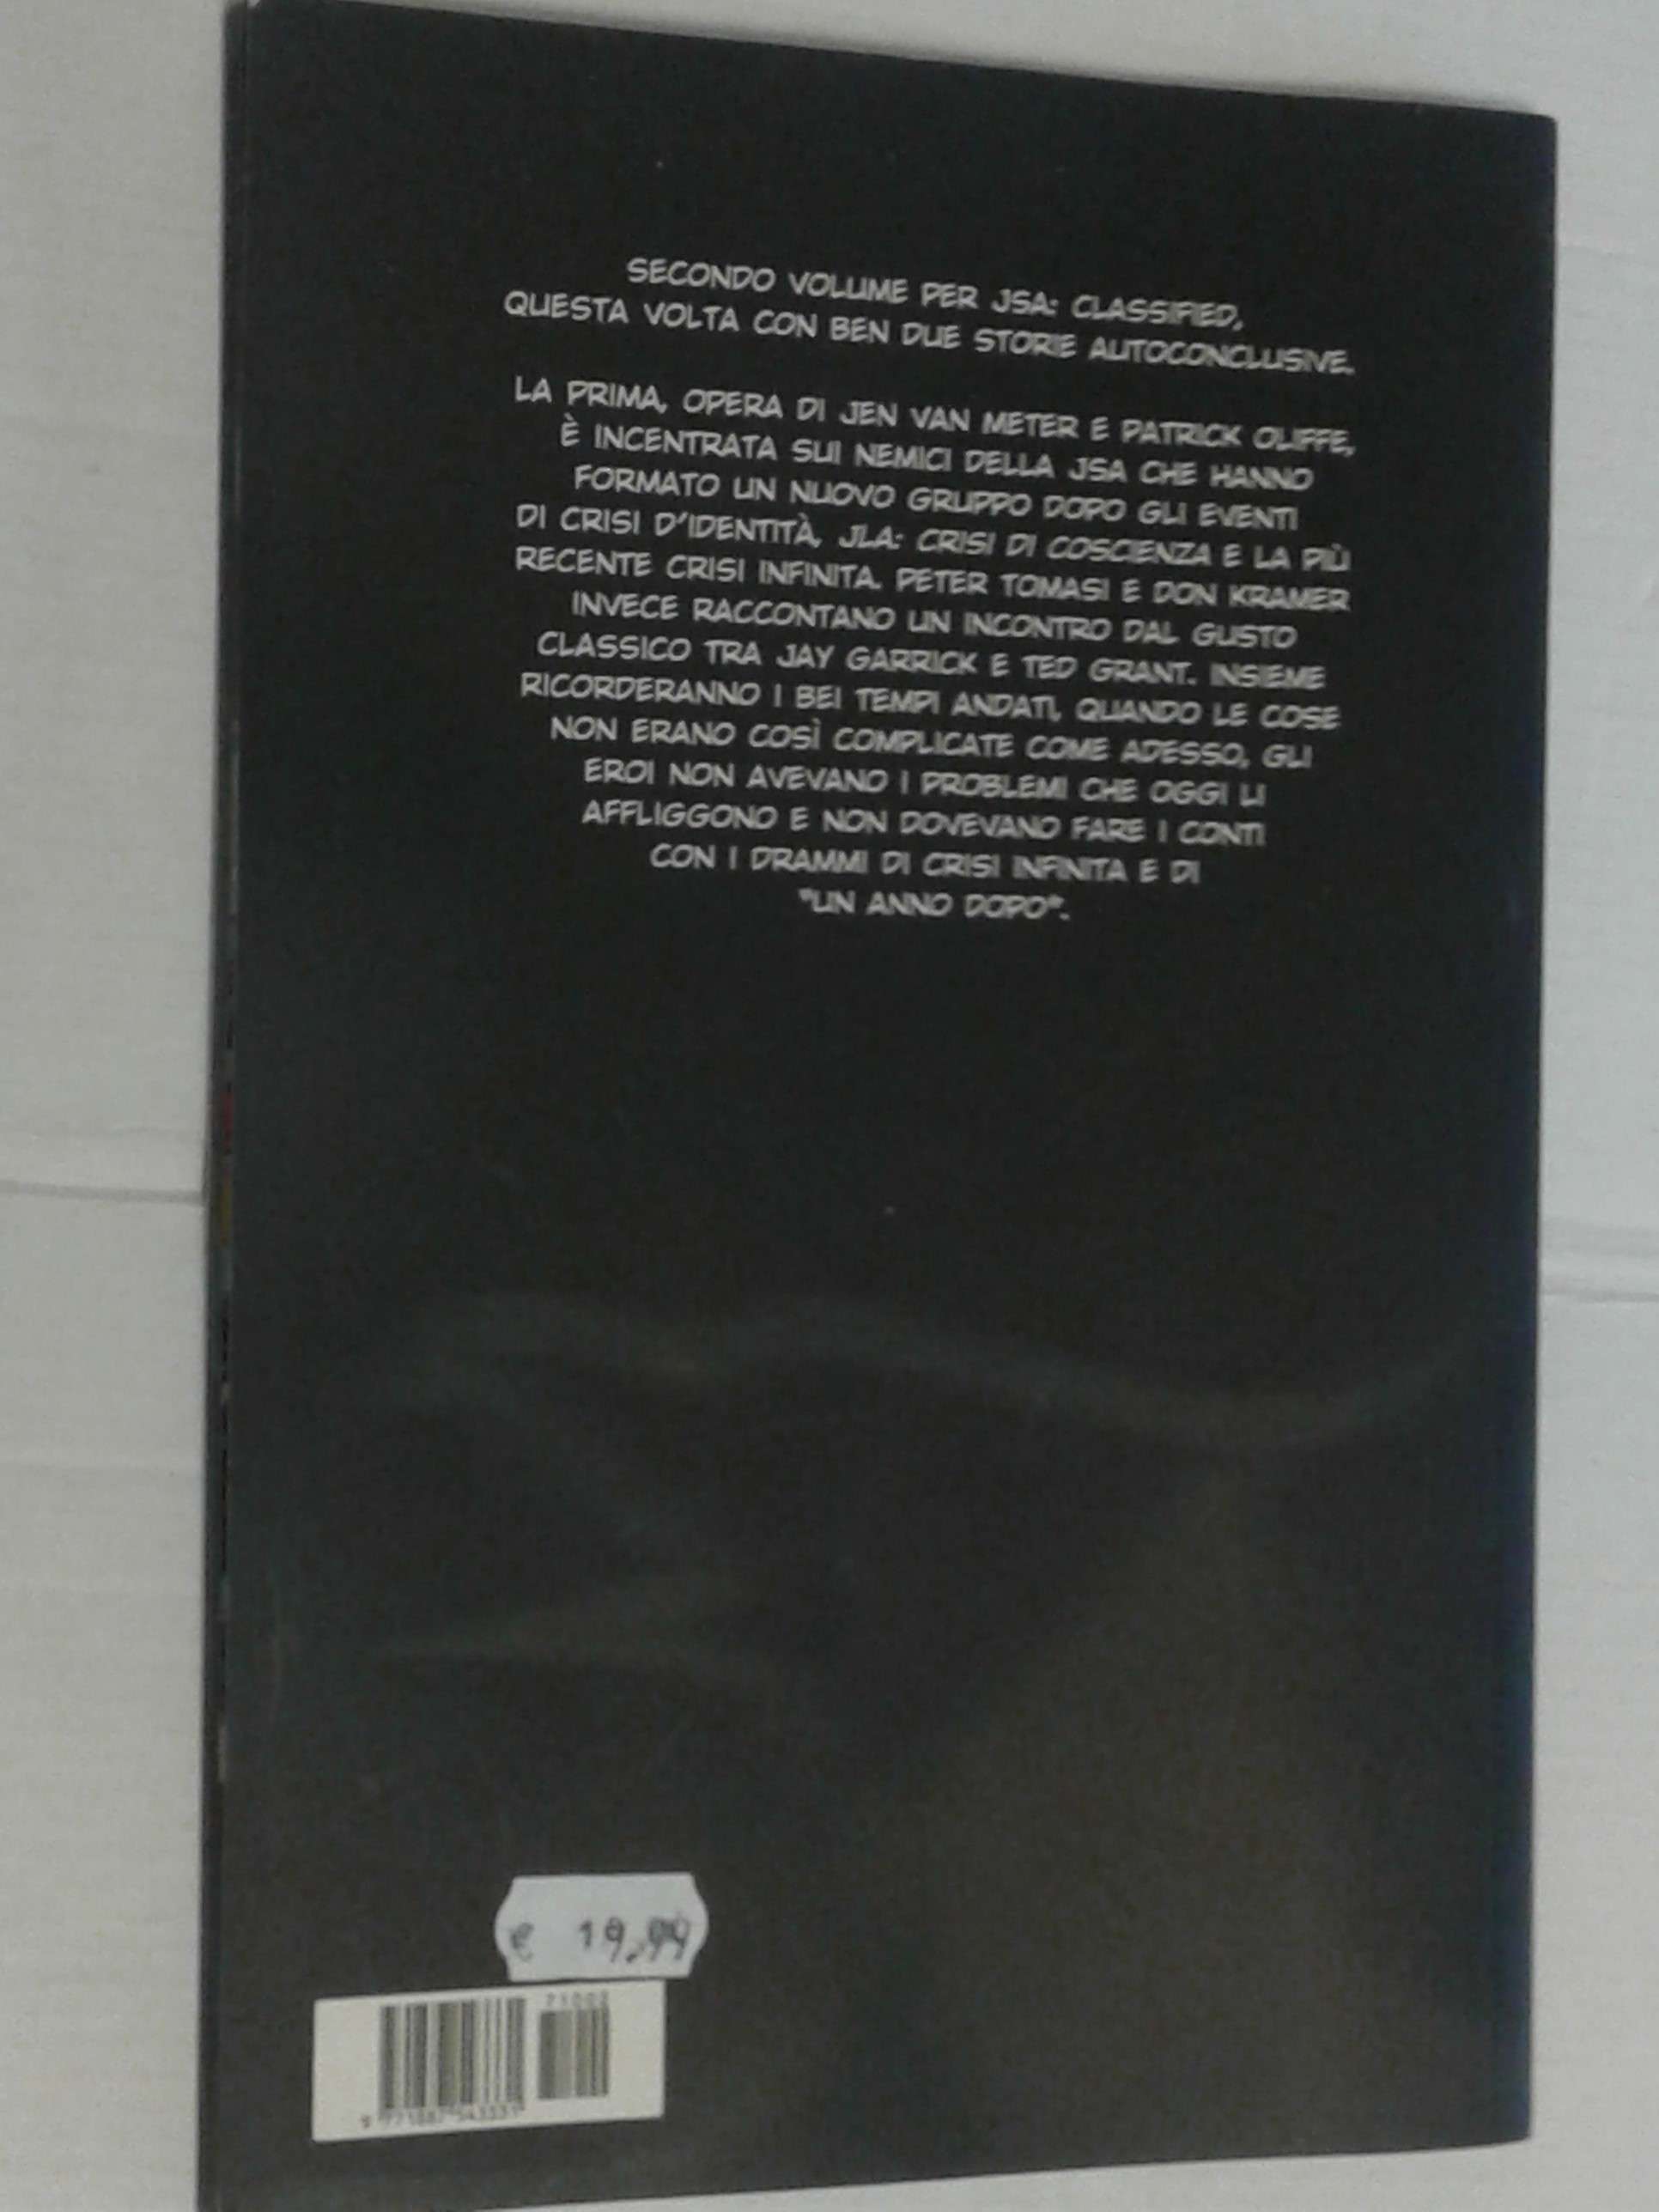 SECONDO VOLUME PER JSA: CLASSIFIED,
QUESTA VOLTA CON BEN DUE STORIE AUTOCONCLUSIVE.
LA PRIMA, OPERA DI JEN VAN METER E PATRICK OLIFFE,
È INCENTRATA SUI NEMICI DELLA JSA CHE HANNO
FORMATO UN NUOVO GRUPPO DOPO GLI EVENTI
DI CRISI D'IDENTITÀ, JLA: CRISI DI COSCIENZA E LA PIÙ
RECENTE CRISI INFINITA. PETER TOMASI E DON KRAMER
INVECE RACCONTANO UN INCONTRO DAL GUSTO
CLASSICO TRA JAY GARRICK E TED GRANT. INSIEME
RICORDERANNO I BEI TEMPI ANDATI, QUANDO LE COSE
NON ERANO COSÌ COMPLICATE COME ADESSO, GLI
EROI NON AVEVANO I PROBLEMI CHE OGGI LI
AFFLIGGONO E NON DOVEVANO FARE I CONTI
CON I DRAMMI DI CRISI INFINITA E DI
"UN ANNO DOPO".
€ 19,94
71002